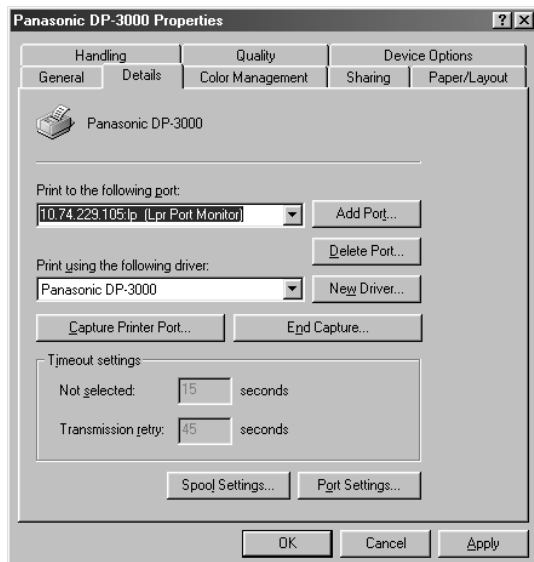 Panasonic DP-3000 Properties
Handling Quality Device Options
General Details Color Management Sharing Paper/Layout
Panasonic DP-3000
Print to the following port:
10.74.229.105:lp (Lpr Port Monitor) Add Port...
Delete Port...
Print using the following driver:
Panasonic DP-3000 New Driver...
Capture Printer Port... End Capture...
Timeout settings
Not selected: 15 seconds
Transmission retry: 45 seconds
Spool Settings... Port Settings...
OK Cancel Apply